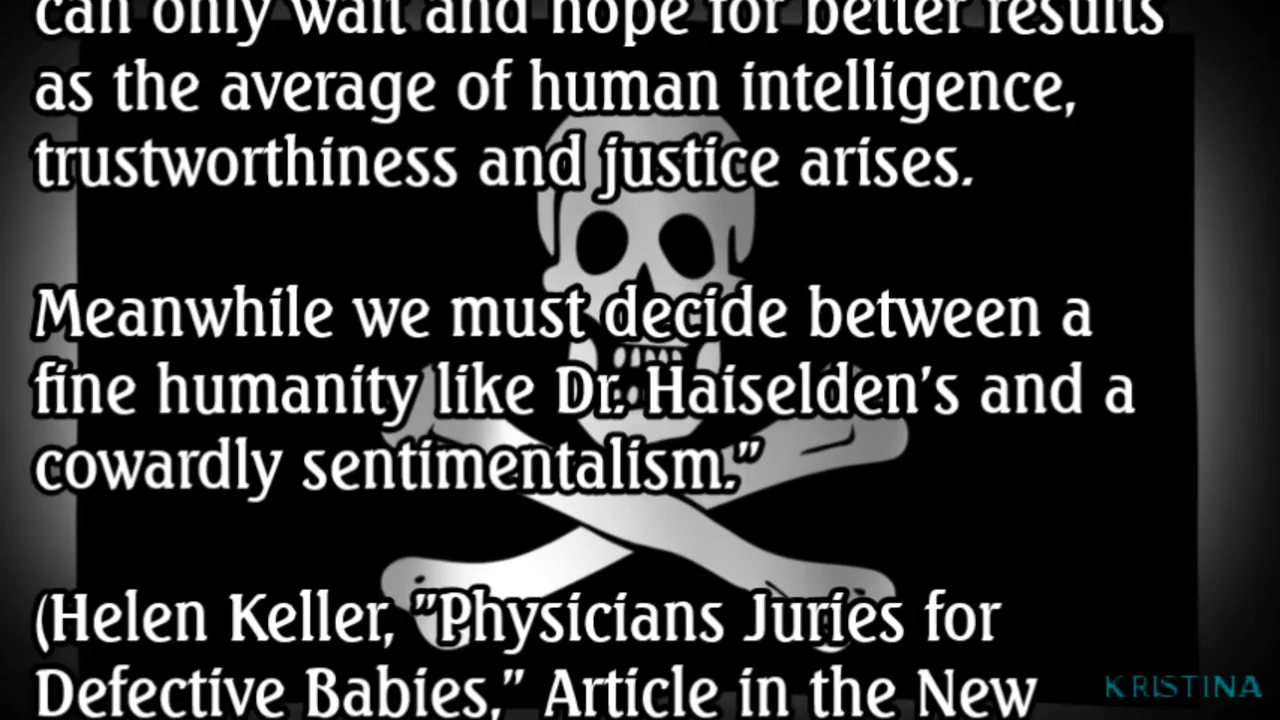 can only wait and hope for better results
as the average of human intelligence,
trustworthiness and justice arises.
Meanwhile we must decide between a
fine humanity like Dr. Haiselden's and a
cowardly sentimentalism."
(Helen Keller, "Physicians Juries for
Defective Babies," Article in the New
KRISTINA